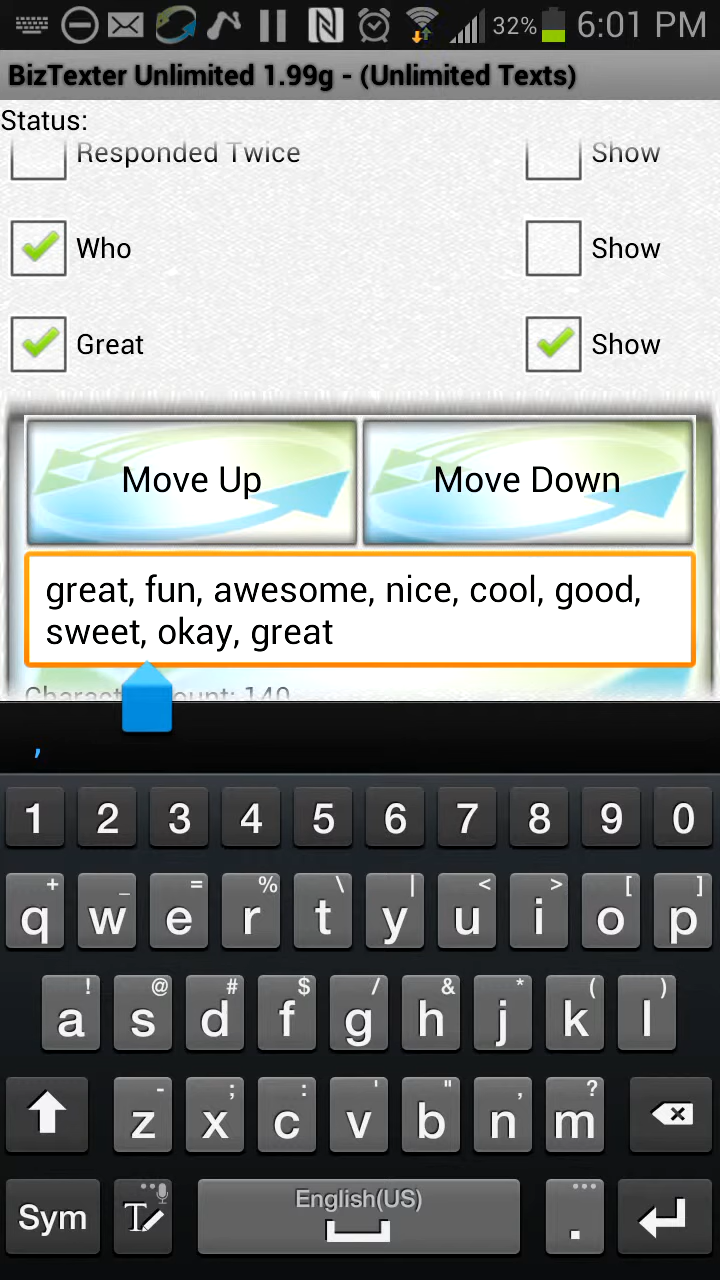 32% 6:01 PM
BizTexter Unlimited 1.99g - (Unlimited Texts)
Status:
Responded Twice Show
Who Show
Great Show
Move Up Move Down
great, fun, awesome, nice, cool, good,
sweet, okay, great
Count: 140
,
1 2 3 4 5 6 7 8 9 0
+ _ = % \ | < > [ ]
q w e r t y u i o p
! @ # $ / & * ( )
a s d f g h j k l
- ; : ' " , ?
z x c v b n m
English(US)
Sym T .